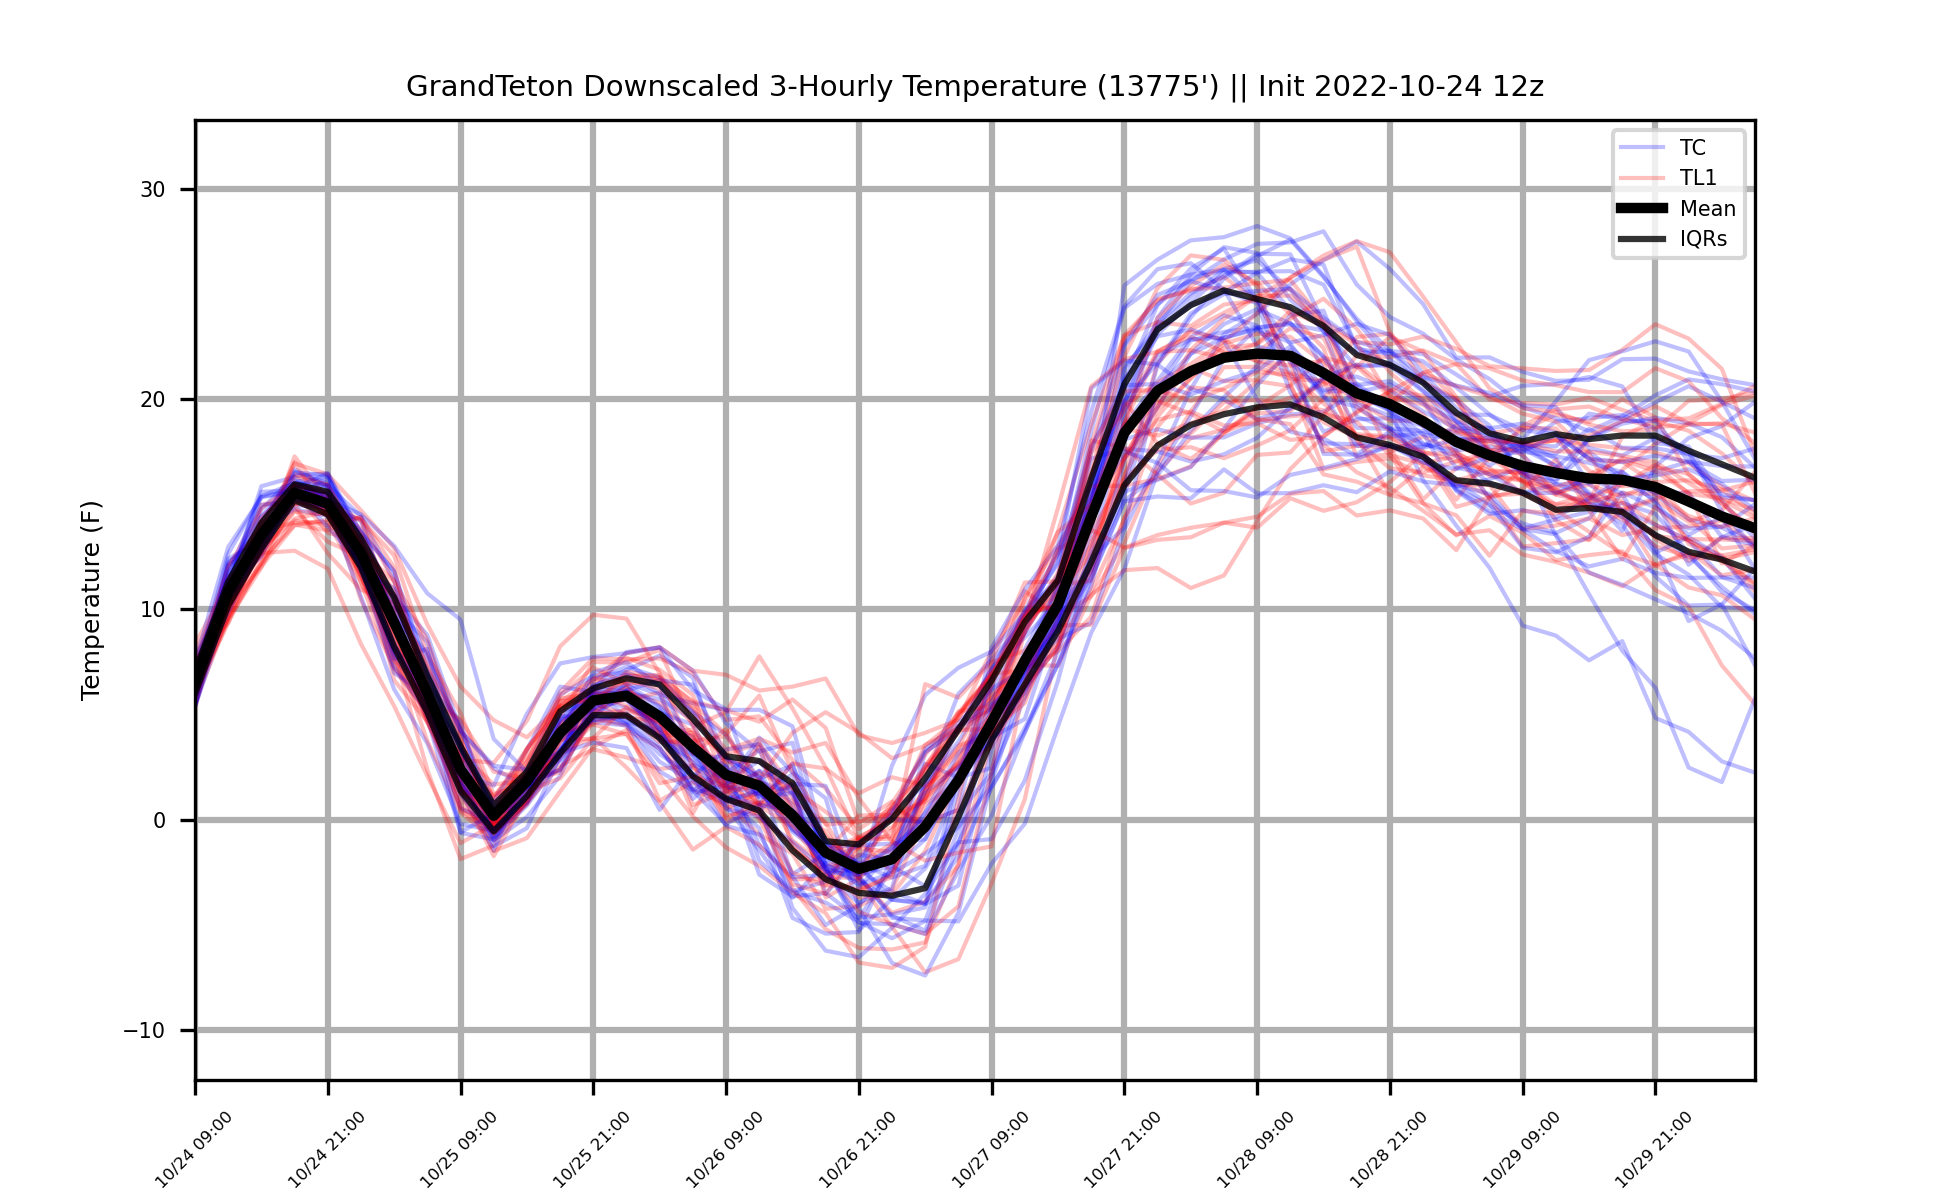 GrandTeton Downscaled 3-Hourly Temperature (13775') || Init 2022-10-24 12z
TC
TL1
Mean
IQRs
Temperature (F)
30
20
10
0
−10
10/24 09:00
10/24 21:00
10/25 09:00
10/25 21:00
10/26 09:00
10/26 21:00
10/27 09:00
10/27 21:00
10/28 09:00
10/28 21:00
10/29 09:00
10/29 21:00